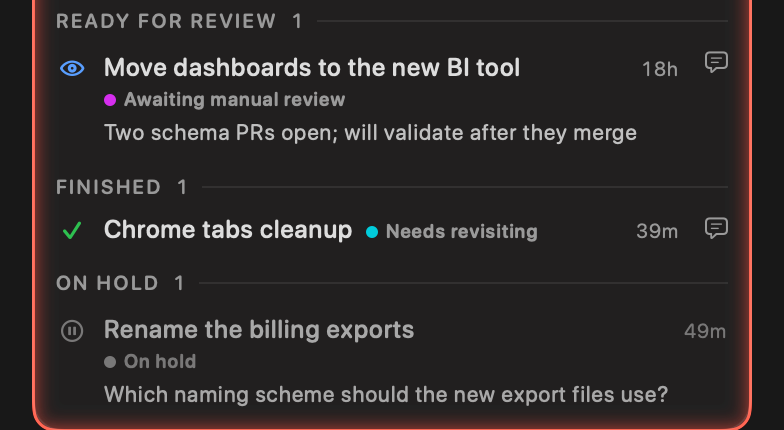 READY FOR REVIEW 1
Move dashboards to the new BI tool 18h
Awaiting manual review
Two schema PRs open; will validate after they merge
FINISHED 1
Chrome tabs cleanup Needs revisiting 39m
ON HOLD 1
Rename the billing exports 49m
On hold
Which naming scheme should the new export files use?